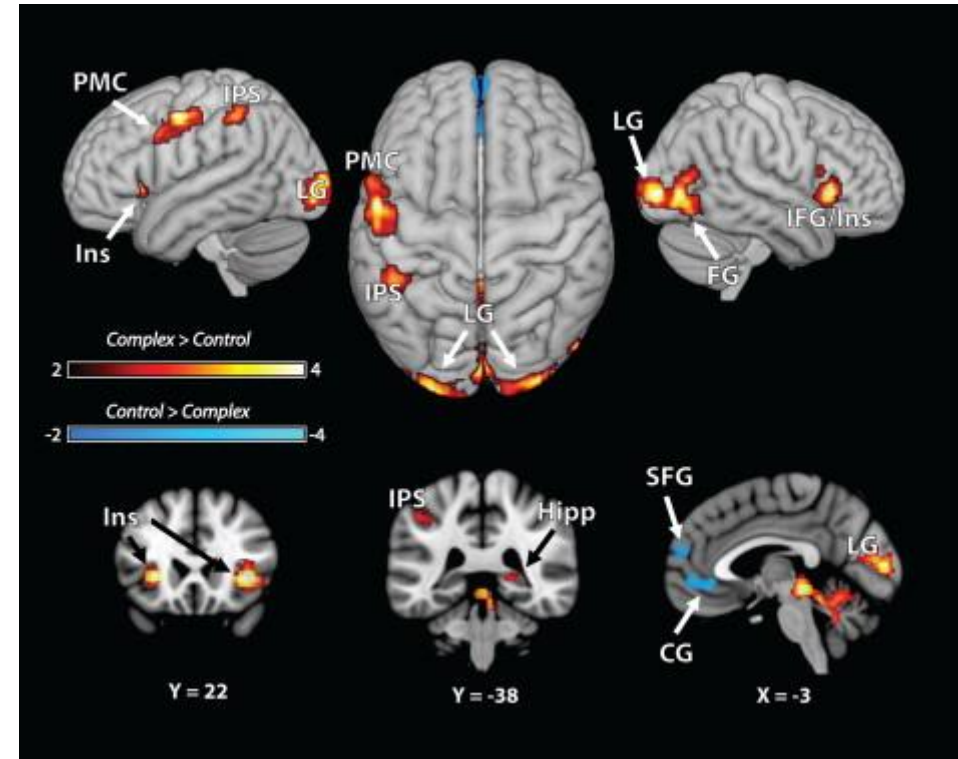 PMC
IPS
LG
Ins
PMC
IPS
LG
LG
IFG/Ins
FG
Complex > Control
2 4
Control > Complex
-2 -4
Ins
Y = 22
IPS
Hipp
Y = -38
SFG
LG
CG
X = -3